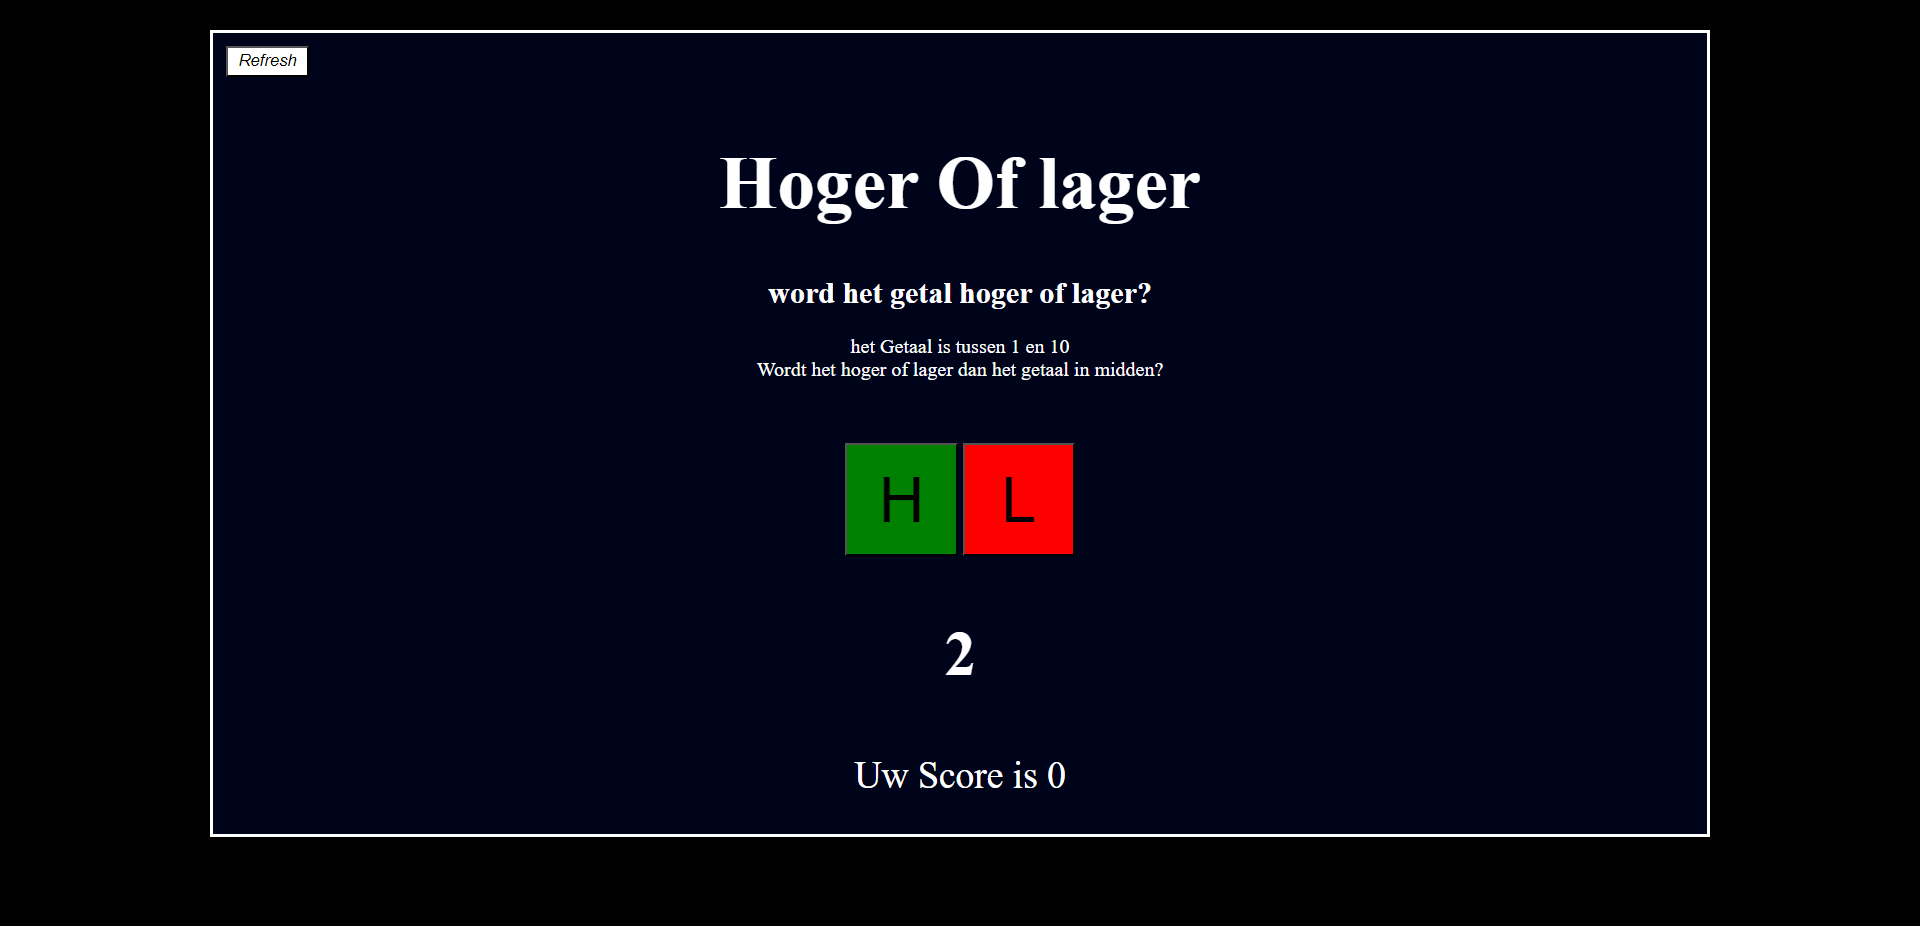 Refresh
Hoger Of lager
word het getal hoger of lager?
het Getaal is tussen 1 en 10
Wordt het hoger of lager dan het getaal in midden?
H L
2
Uw Score is 0